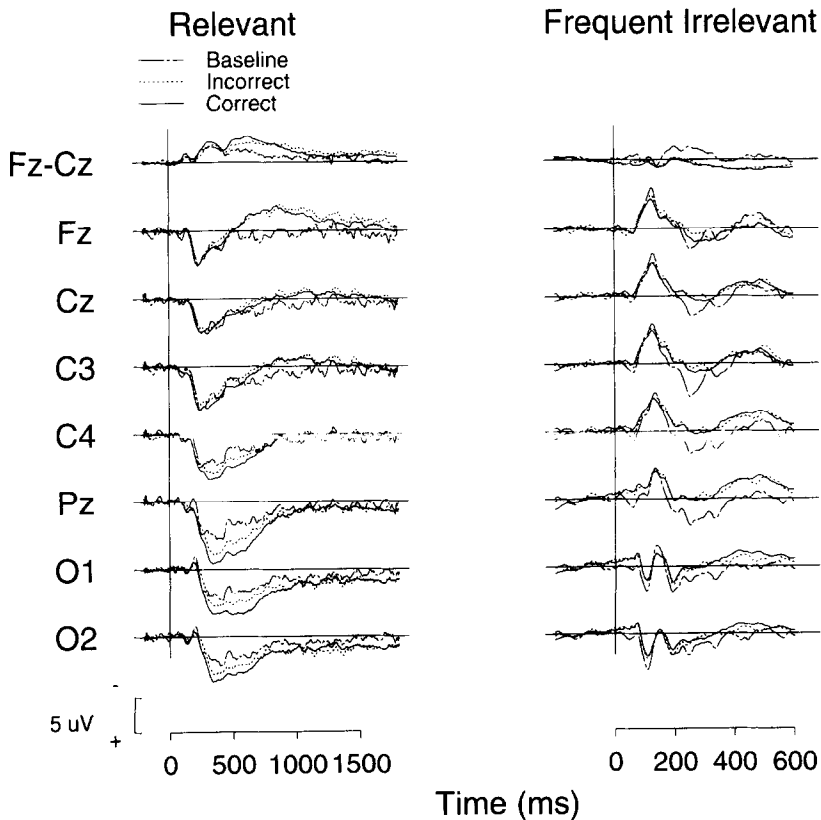 Relevant
Frequent Irrelevant
Baseline
Incorrect
Correct
Fz-Cz
Fz
Cz
C3
C4
Pz
O1
O2
-
5 uV
+
0 500 1000 1500
0 200 400 600
Time (ms)